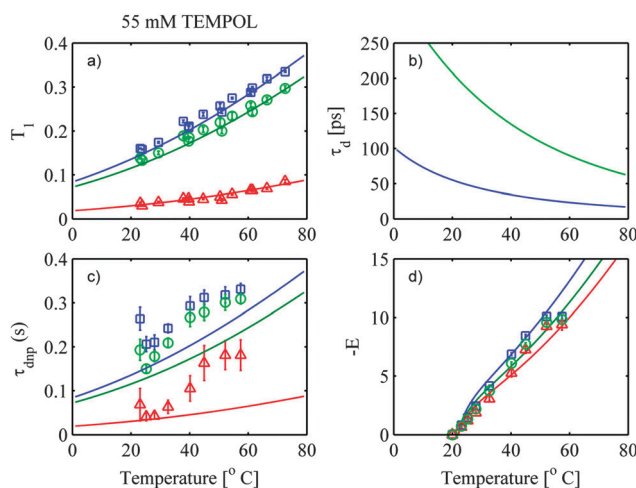 55 mM TEMPOL
a)
T1
0.4
0.3
0.2
0.1
0
0 20 40 60 80
b)
τd [ps]
250
200
150
100
50
0
0 20 40 60 80
c)
τdnp (s)
0.4
0.3
0.2
0.1
0
0 20 40 60 80
Temperature [° C]
d)
-E
15
10
5
0
0 20 40 60 80
Temperature [° C]